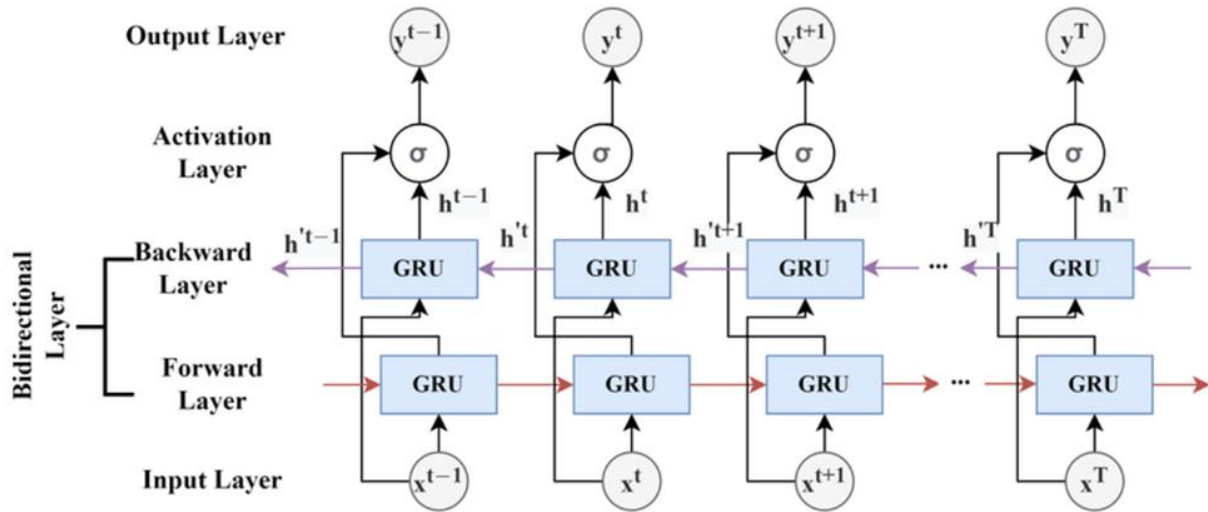 Output Layer
y^{t−1} y^{t} y^{t+1} y^{T}
Activation
Layer
σ σ σ σ
h^{t−1} h^{t} h^{t+1} h^{T}
h'^{t−1} h'^{t} h'^{t+1} h'^{T}
Backward
Layer
GRU GRU GRU ... GRU
Bidirectional
Layer
Forward
Layer
GRU GRU GRU ... GRU
Input Layer
x^{t−1} x^{t} x^{t+1} x^{T}